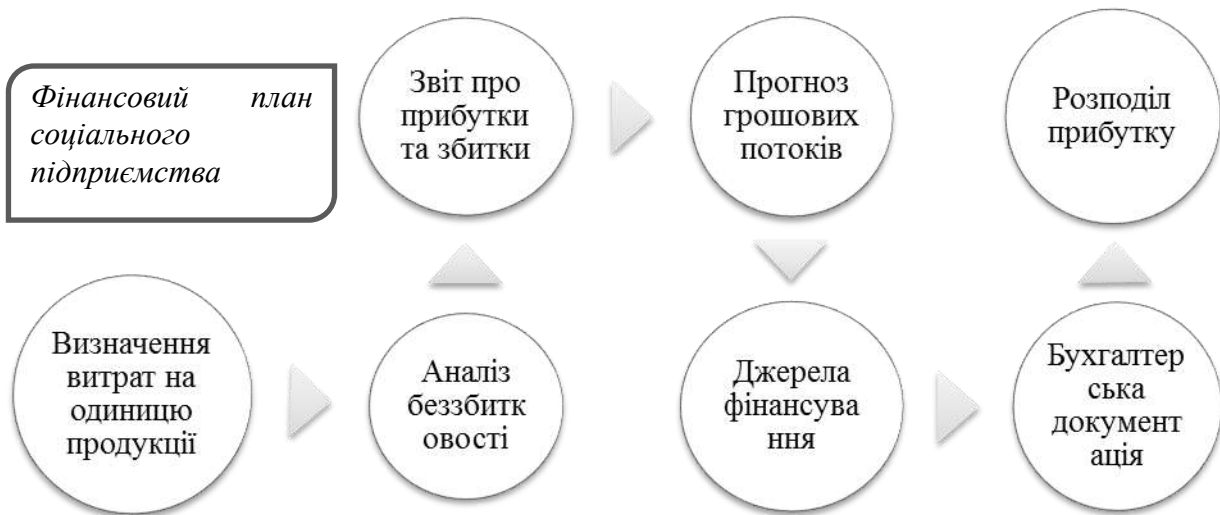 Фінансовий план
соціального
підприємства
Звіт про
прибутки
та збитки
Прогноз
грошових
потоків
Розподіл
прибутку
Визначення
витрат на
одиницю
продукції
Аналіз
беззбитк
овості
Джерела
фінансува
ння
Бухгалтер
ська
документ
ація